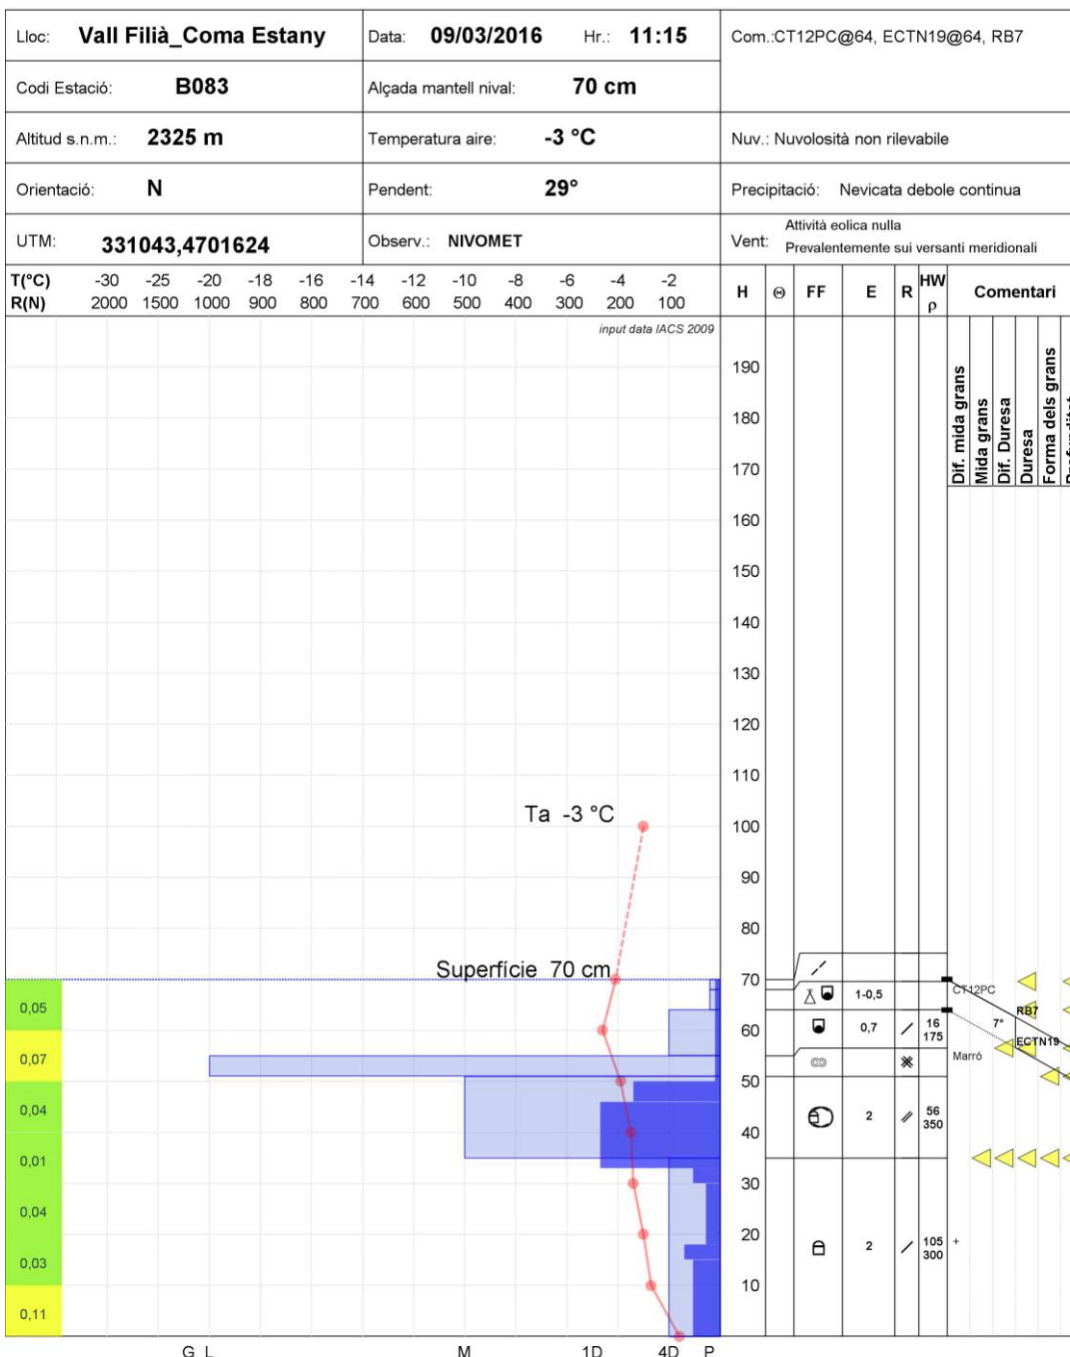 Lloc: Vall Filià_Coma Estany Data: 09/03/2016 Hr.: 11:15 Com.:CT12PC@64, ECTN19@64, RB7
Codi Estació: B083 Alçada mantell nival: 70 cm
Altitud s.n.m.: 2325 m Temperatura aire: -3 °C Nuv.: Nuvolosità non rilevabile
Orientació: N Pendent: 29° Precipitació: Nevicata debole continua
UTM: 331043,4701624 Observ.: NIVOMET Vent: Attività eolica nulla
Prevalentemente sui versanti meridionali
T(°C) -30 -25 -20 -18 -16 -14 -12 -10 -8 -6 -4 -2
R(N) 2000 1500 1000 900 800 700 600 500 400 300 200 100
H Θ FF E R HW ρ Comentari
input data IACS 2009
Dif. mida grans
Mida grans
Dif. Duresa
Duresa
Forma dels grans
190
180
170
160
150
140
130
120
110
Ta -3 °C
100
90
80
Superfície 70 cm 70
CT12PC
0,05 1-0,5
RB7
60 0,7 16 7°
175
ECTN19
0,07 Marró
50
0,04 2 56
350
40
0,01
30
0,04
20
2 105 +
300
0,03
10
0,11
G L M 1D 4D P